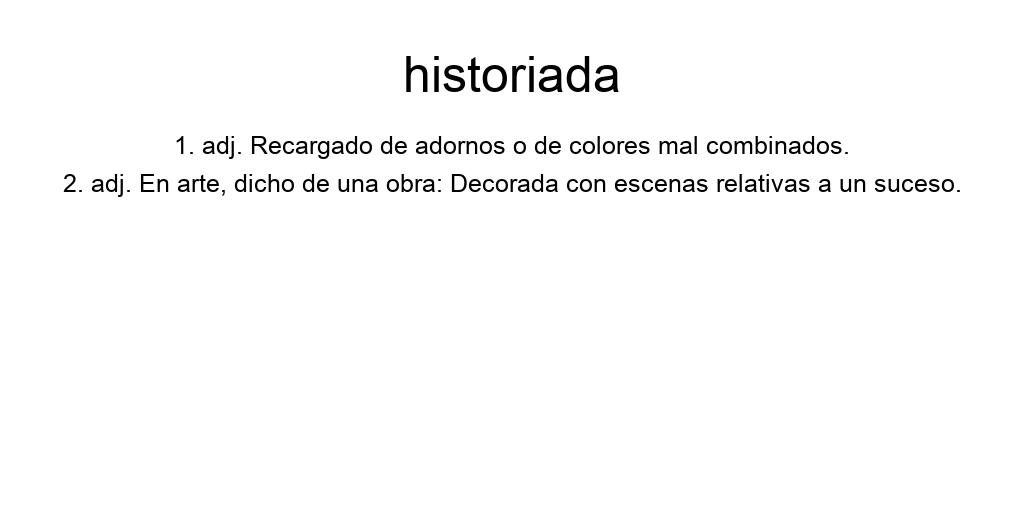 historiada
1. adj. Recargado de adornos o de colores mal combinados.
2. adj. En arte, dicho de una obra: Decorada con escenas relativas a un suceso.